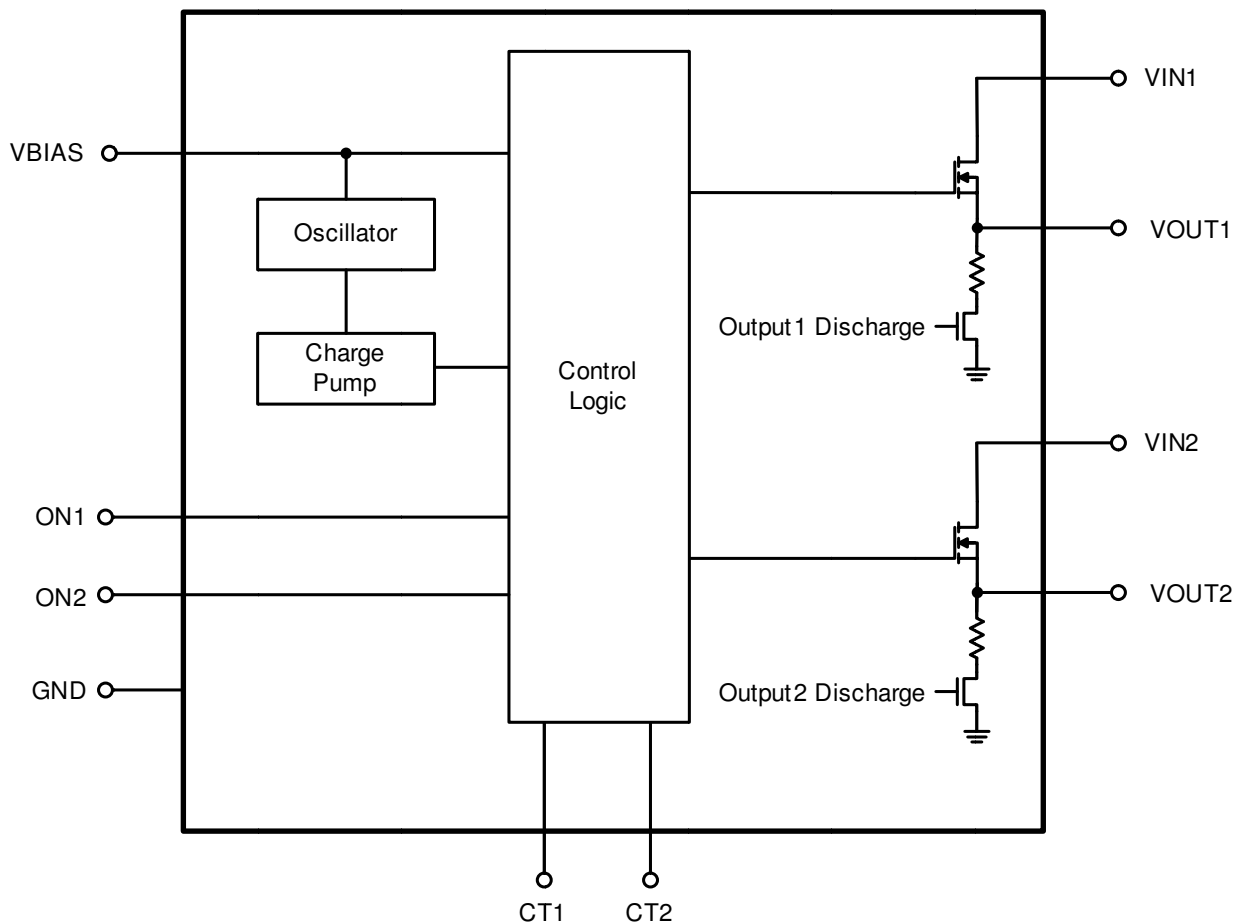 VIN1
VBIAS
Oscillator
VOUT1
Output1 Discharge
Charge
Pump
Control
Logic
VIN2
ON1
ON2
VOUT2
GND
Output2 Discharge
CT1
CT2